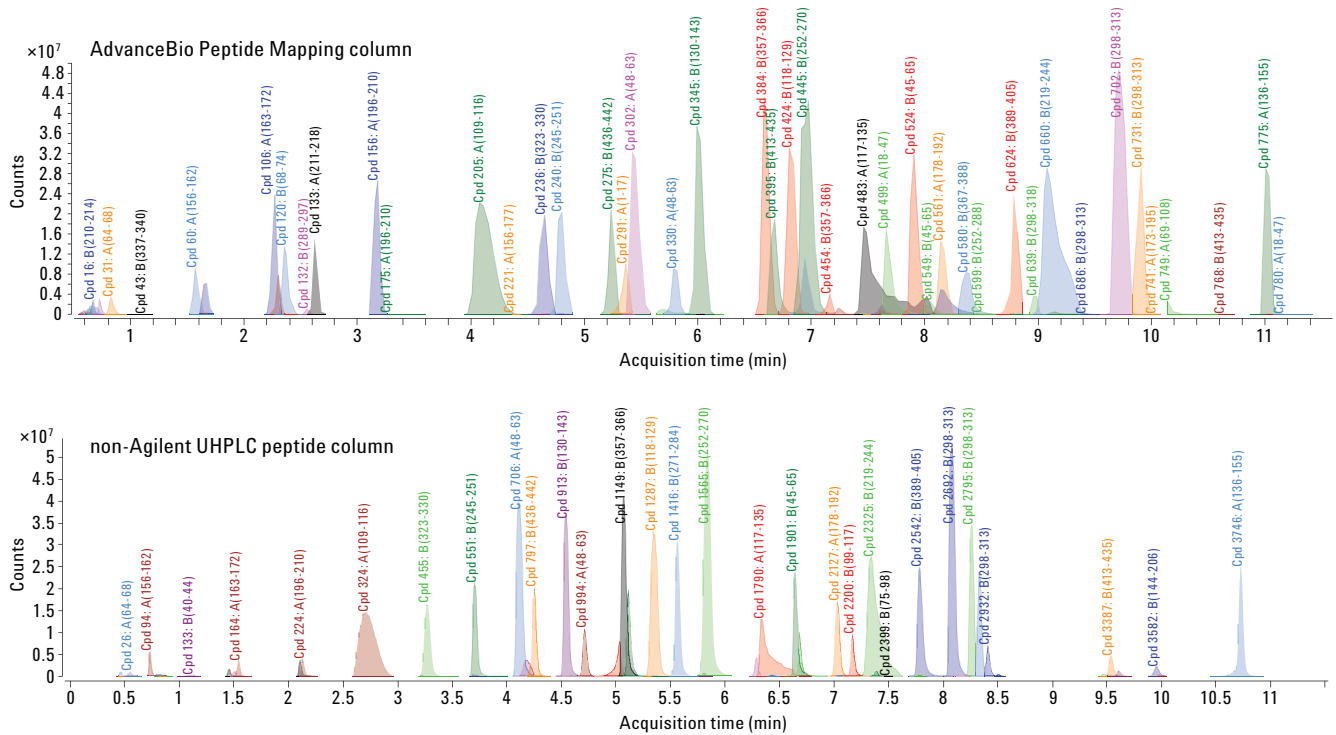 AdvanceBio Peptide Mapping column
×10⁷
4.8
4.4
4
3.6
3.2
2.8
2.4
2
1.6
1.2
0.8
0.4
0
Counts
Cpd 16: B(210-214)
Cpd 31: A(64-68)
Cpd 43: B(337-340)
Cpd 60: A(156-162)
Cpd 106: A(163-172)
Cpd 120: B(68-74)
Cpd 132: B(289-297)
Cpd 133: A(211-218)
Cpd 156: A(196-210)
Cpd 175: A(196-210)
Cpd 205: A(109-116)
Cpd 221: A(156-177)
Cpd 236: B(323-330)
Cpd 240: B(245-251)
Cpd 275: B(436-442)
Cpd 291: A(1-17)
Cpd 302: A(48-63)
Cpd 330: A(48-63)
Cpd 345: B(130-143)
Cpd 384: B(357-366)
Cpd 395: B(413-435)
Cpd 424: B(118-129)
Cpd 445: B(252-270)
Cpd 454: B(357-366)
Cpd 483: A(117-135)
Cpd 499: A(18-47)
Cpd 524: B(45-65)
Cpd 549: B(45-65)
Cpd 561: A(178-192)
Cpd 580: B(367-388)
Cpd 599: B(252-288)
Cpd 624: B(389-405)
Cpd 639: B(298-318)
Cpd 660: B(219-244)
Cpd 686: B(298-313)
Cpd 702: B(298-313)
Cpd 731: B(298-313)
Cpd 741: A(173-195)
Cpd 749: A(69-108)
Cpd 768: B(413-435)
Cpd 775: A(136-155)
Cpd 780: A(18-47)
1 2 3 4 5 6 7 8 9 10 11
Acquisition time (min)
non-Agilent UHPLC peptide column
×10⁷
5
4.5
4
3.5
3
2.5
2
1.5
1
0.5
0
Counts
Cpd 26: A(64-68)
Cpd 94: A(156-162)
Cpd 133: B(40-44)
Cpd 164: A(163-172)
Cpd 224: A(196-210)
Cpd 324: A(109-116)
Cpd 455: B(323-330)
Cpd 551: B(245-251)
Cpd 706: A(48-63)
Cpd 797: B(436-442)
Cpd 913: B(130-143)
Cpd 994: A(48-63)
Cpd 1149: B(357-366)
Cpd 1287: B(118-129)
Cpd 1416: B(271-284)
Cpd 1565: B(252-270)
Cpd 1790: A(117-135)
Cpd 1901: B(45-65)
Cpd 2127: A(178-192)
Cpd 2200: B(99-117)
Cpd 2325: B(219-244)
Cpd 2399: B(75-98)
Cpd 2542: B(389-405)
Cpd 2692: B(298-313)
Cpd 2795: B(298-313)
Cpd 2932: B(298-313)
Cpd 3387: B(413-435)
Cpd 3582: B(144-206)
Cpd 3746: A(136-155)
0 0.5 1 1.5 2 2.5 3 3.5 4 4.5 5 5.5 6 6.5 7 7.5 8 8.5 9 9.5 10 10.5 11
Acquisition time (min)